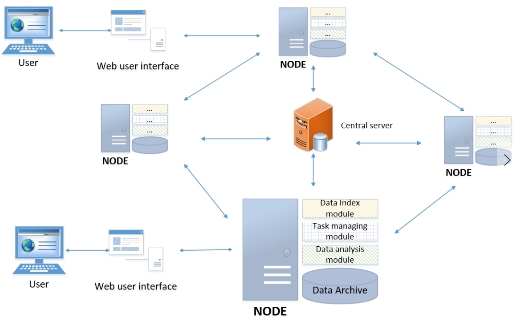 User
Web user interface
...
...
...
NODE
...
...
...
NODE
Central server
...
...
...
NODE
User
Web user interface
Data Index
module
Task managing
module
Data analysis
module
Data Archive
NODE